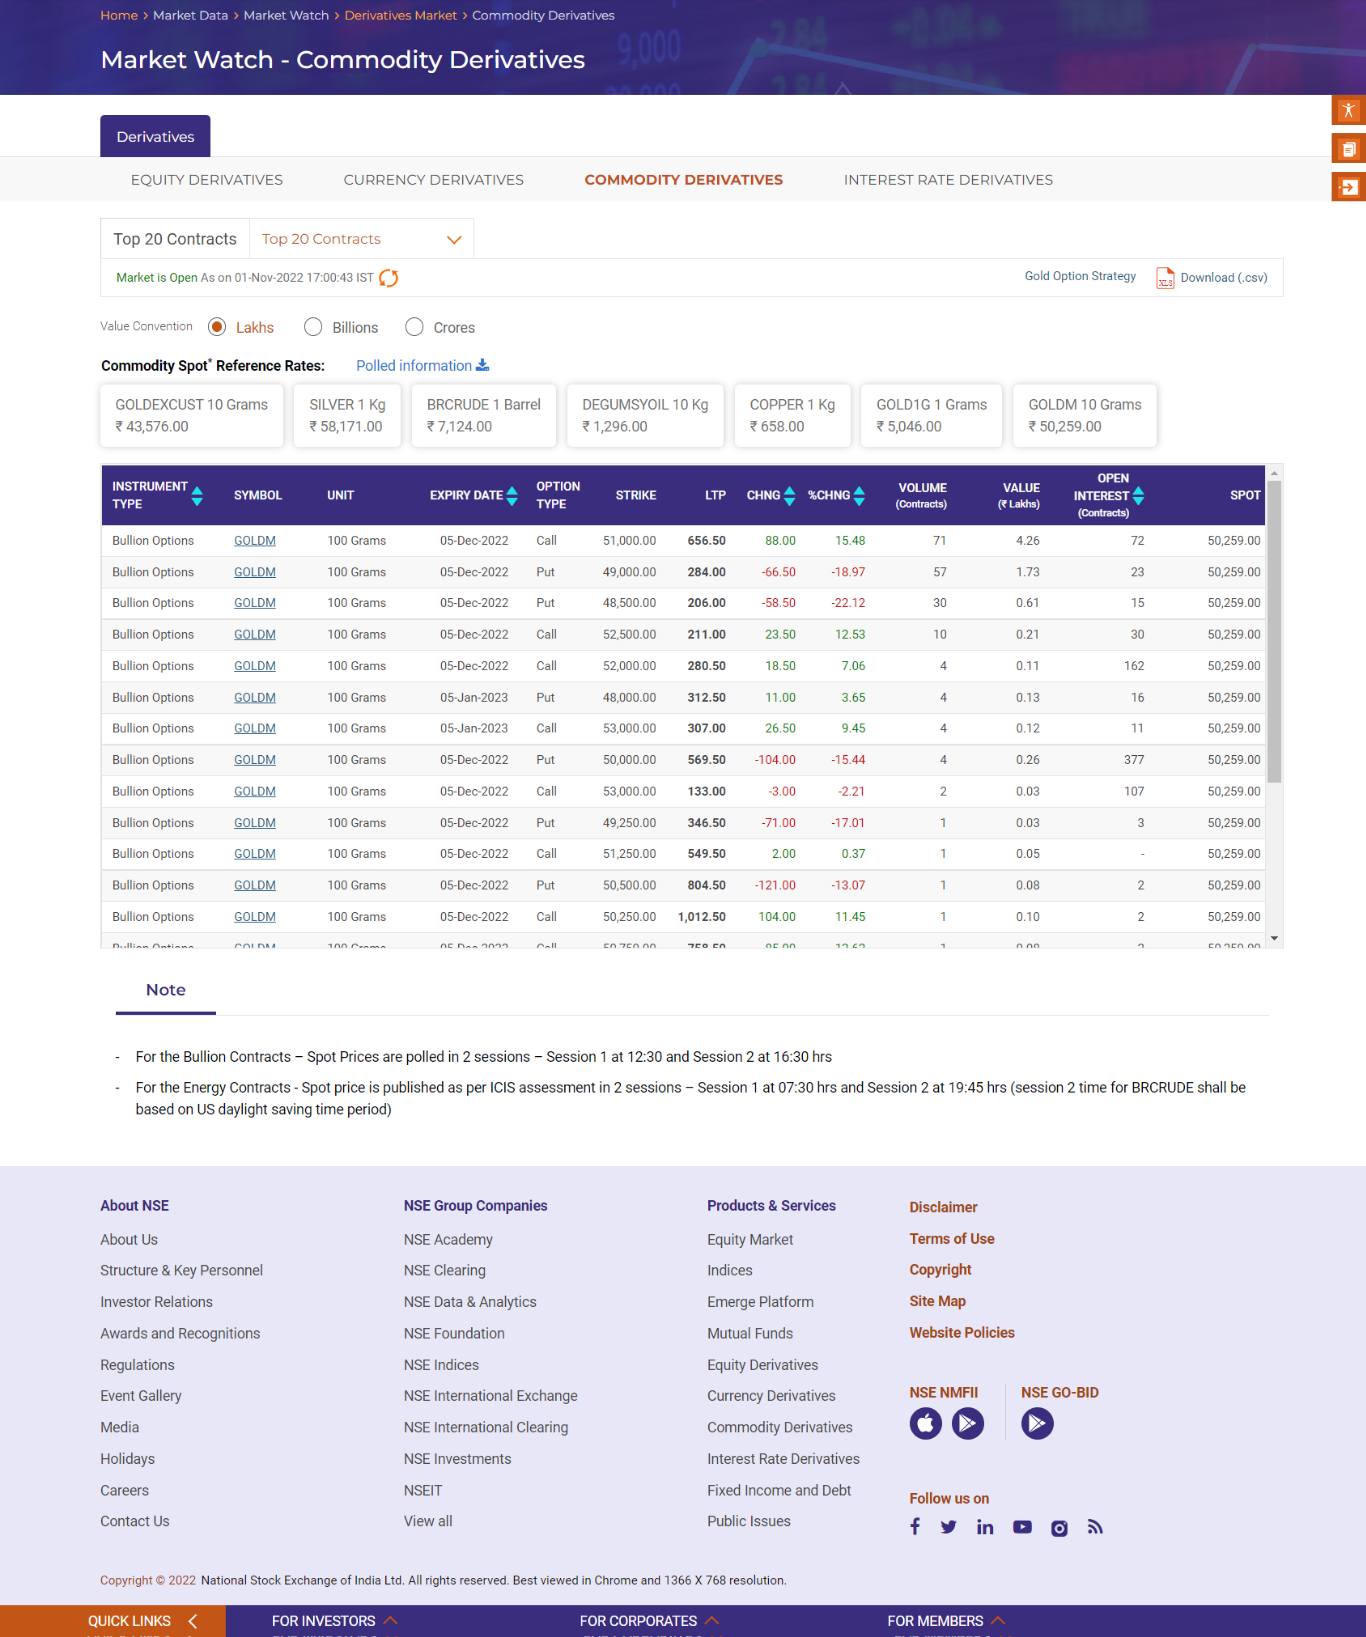 Home > Market Data > Market Watch > Derivatives Market > Commodity Derivatives
Market Watch - Commodity Derivatives
Derivatives
EQUITY DERIVATIVES CURRENCY DERIVATIVES COMMODITY DERIVATIVES INTEREST RATE DERIVATIVES
Top 20 Contracts Top 20 Contracts
Market is Open As on 01-Nov-2022 17:00:43 IST Gold Option Strategy XLS Download (.csv)
Value Convention Lakhs Billions Crores
Commodity Spot* Reference Rates: Polled information
GOLDEXCUST 10 Grams SILVER 1 Kg BRCRUDE 1 Barrel DEGUMSYOIL 10 Kg COPPER 1 Kg GOLD1G 1 Grams GOLDM 10 Grams
₹ 43,576.00 ₹ 58,171.00 ₹ 7,124.00 ₹ 1,296.00 ₹ 658.00 ₹ 5,046.00 ₹ 50,259.00
INSTRUMENT TYPE SYMBOL UNIT EXPIRY DATE OPTION TYPE STRIKE LTP CHNG %CHNG VOLUME (Contracts) VALUE (₹ Lakhs) OPEN INTEREST (Contracts) SPOT
Bullion Options GOLDM 100 Grams 05-Dec-2022 Call 51,000.00 656.50 88.00 15.48 71 4.26 72 50,259.00
Bullion Options GOLDM 100 Grams 05-Dec-2022 Put 49,000.00 284.00 -66.50 -18.97 57 1.73 23 50,259.00
Bullion Options GOLDM 100 Grams 05-Dec-2022 Put 48,500.00 206.00 -58.50 -22.12 30 0.61 15 50,259.00
Bullion Options GOLDM 100 Grams 05-Dec-2022 Call 52,500.00 211.00 23.50 12.53 10 0.21 30 50,259.00
Bullion Options GOLDM 100 Grams 05-Dec-2022 Call 52,000.00 280.50 18.50 7.06 4 0.11 162 50,259.00
Bullion Options GOLDM 100 Grams 05-Jan-2023 Put 48,000.00 312.50 11.00 3.65 4 0.13 16 50,259.00
Bullion Options GOLDM 100 Grams 05-Jan-2023 Call 53,000.00 307.00 26.50 9.45 4 0.12 11 50,259.00
Bullion Options GOLDM 100 Grams 05-Dec-2022 Put 50,000.00 569.50 -104.00 -15.44 4 0.26 377 50,259.00
Bullion Options GOLDM 100 Grams 05-Dec-2022 Call 53,000.00 133.00 -3.00 -2.21 2 0.03 107 50,259.00
Bullion Options GOLDM 100 Grams 05-Dec-2022 Put 49,250.00 346.50 -71.00 -17.01 1 0.03 3 50,259.00
Bullion Options GOLDM 100 Grams 05-Dec-2022 Call 51,250.00 549.50 2.00 0.37 1 0.05 - 50,259.00
Bullion Options GOLDM 100 Grams 05-Dec-2022 Put 50,500.00 804.50 -121.00 -13.07 1 0.08 2 50,259.00
Bullion Options GOLDM 100 Grams 05-Dec-2022 Call 50,250.00 1,012.50 104.00 11.45 1 0.10 2 50,259.00
Note
- For the Bullion Contracts – Spot Prices are polled in 2 sessions – Session 1 at 12:30 and Session 2 at 16:30 hrs
- For the Energy Contracts - Spot price is published as per ICIS assessment in 2 sessions – Session 1 at 07:30 hrs and Session 2 at 19:45 hrs (session 2 time for BRCRUDE shall be
based on US daylight saving time period)
About NSE
About Us
Structure & Key Personnel
Investor Relations
Awards and Recognitions
Regulations
Event Gallery
Media
Holidays
Careers
Contact Us
NSE Group Companies
NSE Academy
NSE Clearing
NSE Data & Analytics
NSE Foundation
NSE Indices
NSE International Exchange
NSE International Clearing
NSE Investments
NSEIT
View all
Products & Services
Equity Market
Indices
Emerge Platform
Mutual Funds
Equity Derivatives
Currency Derivatives
Commodity Derivatives
Interest Rate Derivatives
Fixed Income and Debt
Public Issues
Disclaimer
Terms of Use
Copyright
Site Map
Website Policies
NSE NMFII NSE GO-BID
Follow us on
Copyright © 2022 National Stock Exchange of India Ltd. All rights reserved. Best viewed in Chrome and 1366 X 768 resolution.
QUICK LINKS FOR INVESTORS FOR CORPORATES FOR MEMBERS